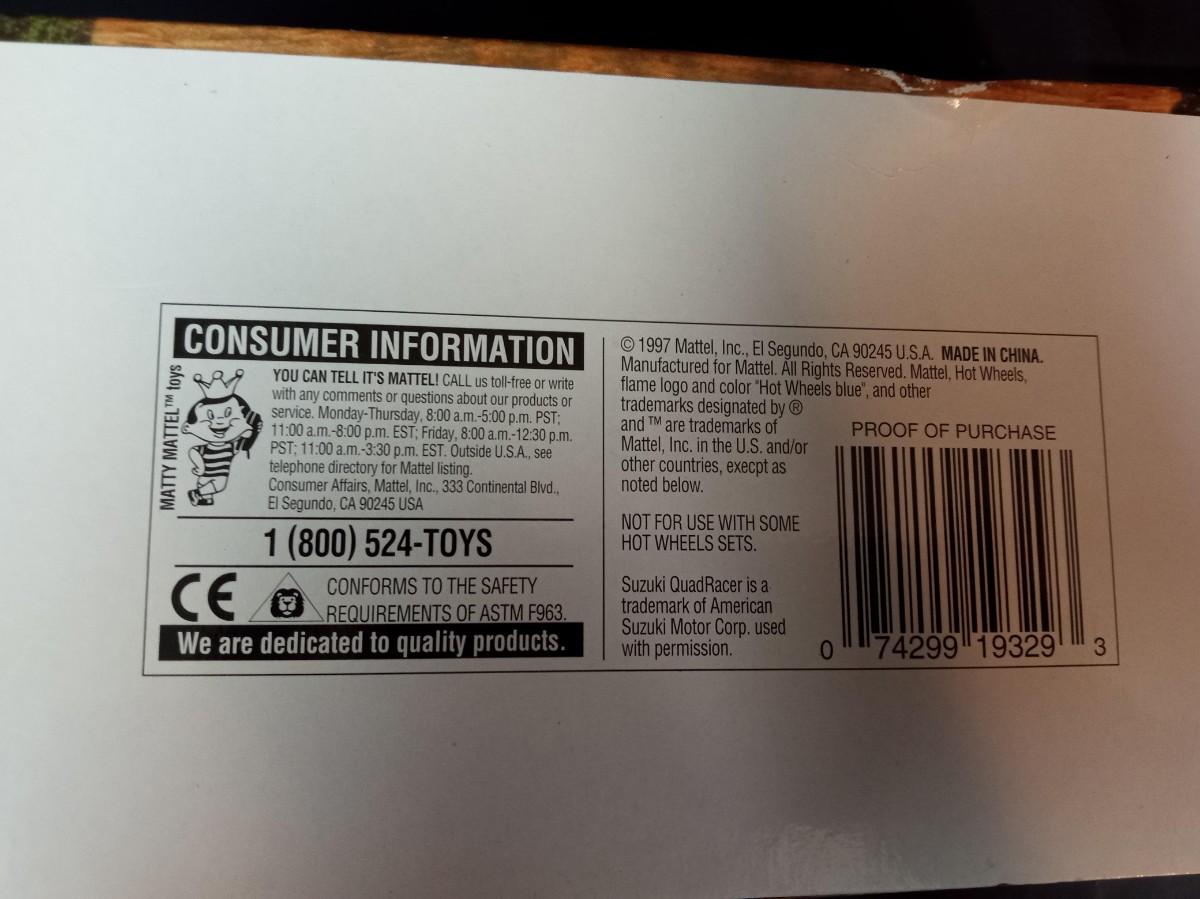 CONSUMER INFORMATION
MATTY MATTEL™ toys
YOU CAN TELL IT'S MATTEL! CALL us toll-free or write
with any comments or questions about our products or
service. Monday-Thursday, 8:00 a.m.-5:00 p.m. PST;
11:00 a.m.-8:00 p.m. EST; Friday, 8:00 a.m.-12:30 p.m.
PST; 11:00 a.m.-3:30 p.m. EST. Outside U.S.A., see
telephone directory for Mattel listing.
Consumer Affairs, Mattel, Inc., 333 Continental Blvd.,
El Segundo, CA 90245 USA
1 (800) 524-TOYS
CE
CONFORMS TO THE SAFETY
REQUIREMENTS OF ASTM F963.
We are dedicated to quality products.
© 1997 Mattel, Inc., El Segundo, CA 90245 U.S.A. MADE IN CHINA.
Manufactured for Mattel. All Rights Reserved. Mattel, Hot Wheels,
flame logo and color "Hot Wheels blue", and other
trademarks designated by ®
and ™ are trademarks of
Mattel, Inc. in the U.S. and/or
other countries, execpt as
noted below.
NOT FOR USE WITH SOME
HOT WHEELS SETS.
Suzuki QuadRacer is a
trademark of American
Suzuki Motor Corp. used
with permission.
PROOF OF PURCHASE
0 74299 19329 3